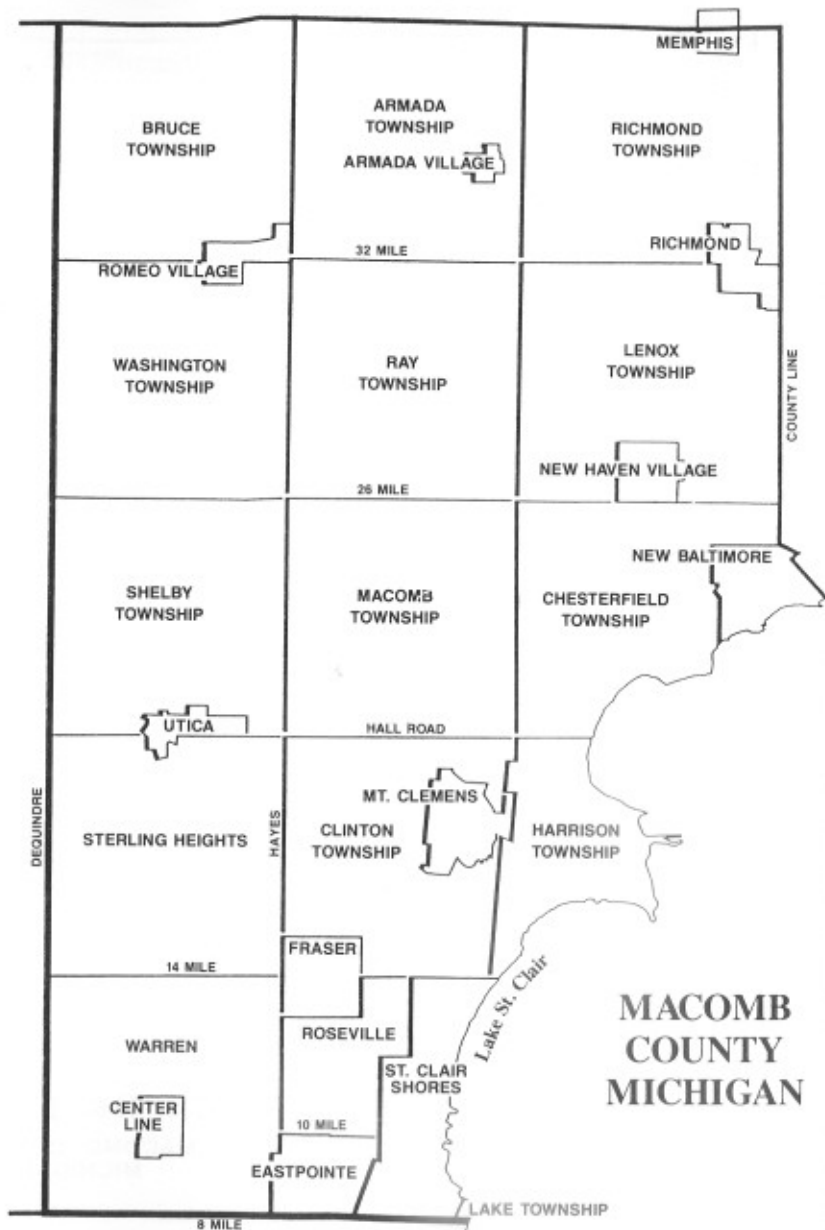 MEMPHIS
BRUCE
TOWNSHIP
ARMADA
TOWNSHIP
RICHMOND
TOWNSHIP
ARMADA VILLAGE
RICHMOND
32 MILE
ROMEO VILLAGE
WASHINGTON
TOWNSHIP
RAY
TOWNSHIP
LENOX
TOWNSHIP
COUNTY LINE
NEW HAVEN VILLAGE
26 MILE
NEW BALTIMORE
SHELBY
TOWNSHIP
MACOMB
TOWNSHIP
CHESTERFIELD
TOWNSHIP
UTICA
HALL ROAD
MT. CLEMENS
DEQUINDRE
STERLING HEIGHTS
HAYES
CLINTON
TOWNSHIP
HARRISON
TOWNSHIP
FRASER
14 MILE
Lake St. Clair
ROSEVILLE
WARREN
ST. CLAIR
SHORES
MACOMB
COUNTY
MICHIGAN
CENTER
LINE
10 MILE
EASTPOINTE
LAKE TOWNSHIP
8 MILE